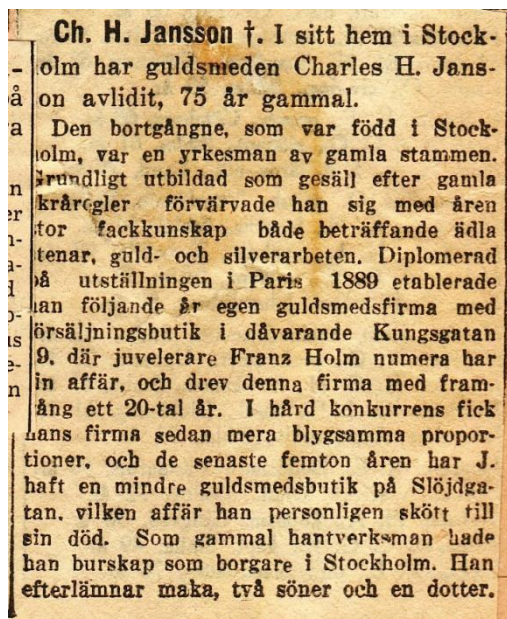 Ch. H. Jansson †. I sitt hem i Stock-
olm har guldsmeden Charles H. Jans-
on avlidit, 75 år gammal.
Den bortgångne, som var född i Stock-
olm, var en yrkesman av gamla stammen.
Grundligt utbildad som gesäll efter gamla
kråregler förvärvade han sig med åren
tor fackkunskap både beträffande ädla
tenar, guld- och silverarbeten. Diplomerad
å utställningen i Paris 1889 etablerade
an följande år egen guldsmedsfirma med
örsäljningsbutik i dåvarande Kungsgatan
9, där juvelerare Franz Holm numera har
in affär, och drev denna firma med fram-
ång ett 20-tal år. I hård konkurrens fick
ans firma sedan mera blygsamma propor-
tioner, och de senaste femton åren har J.
haft en mindre guldsmedsbutik på Slöjdga-
tan, vilken affär han personligen skött till
sin död. Som gammal hantverksman hade
han burskap som borgare i Stockholm. Han
efterlämnar maka, två söner och en dotter.